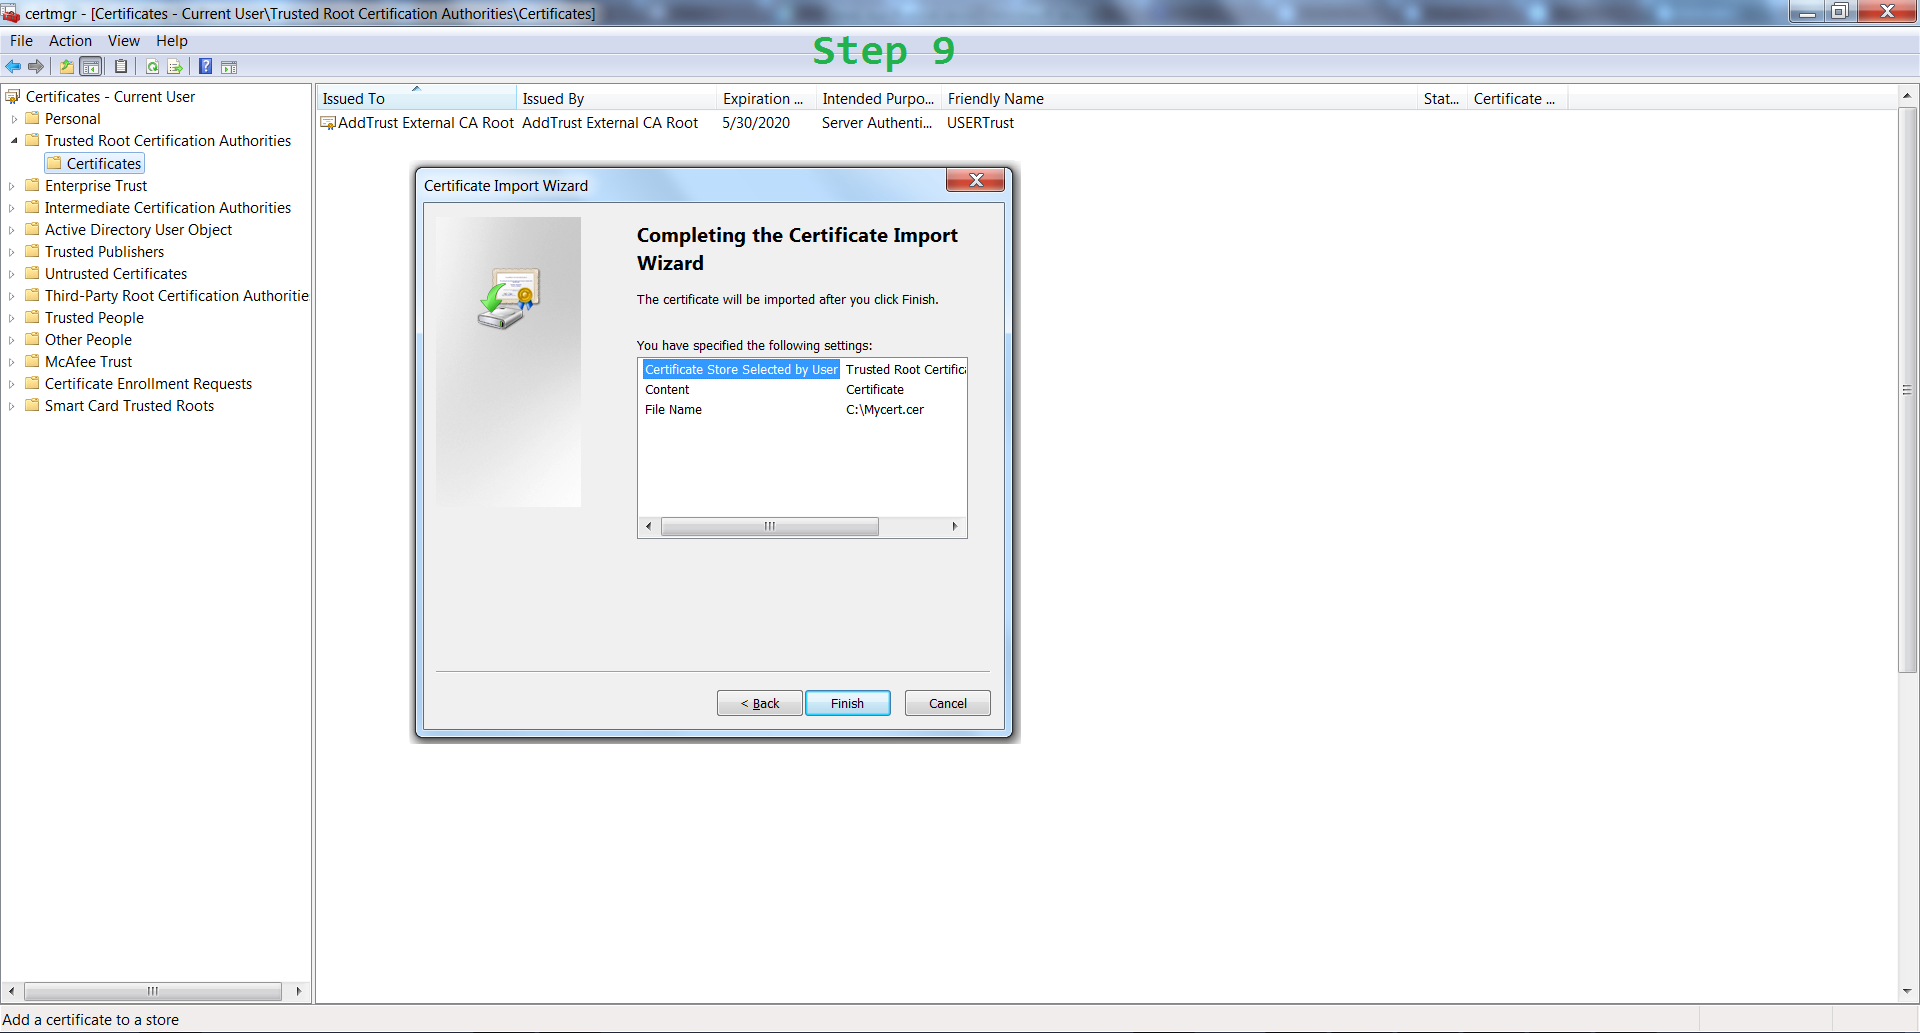 certmgr - [Certificates - Current User\Trusted Root Certification Authorities\Certificates]
File Action View Help
Step 9
Certificates - Current User
Personal
Trusted Root Certification Authorities
Certificates
Enterprise Trust
Intermediate Certification Authorities
Active Directory User Object
Trusted Publishers
Untrusted Certificates
Third-Party Root Certification Authoritie
Trusted People
Other People
McAfee Trust
Certificate Enrollment Requests
Smart Card Trusted Roots
Issued To Issued By Expiration ... Intended Purpo... Friendly Name Stat... Certificate ...
AddTrust External CA Root AddTrust External CA Root 5/30/2020 Server Authenti... USERTrust
Certificate Import Wizard
Completing the Certificate Import
Wizard
The certificate will be imported after you click Finish.
You have specified the following settings:
Certificate Store Selected by User Trusted Root Certifica
Content Certificate
File Name C:\Mycert.cer
< Back Finish Cancel
Add a certificate to a store